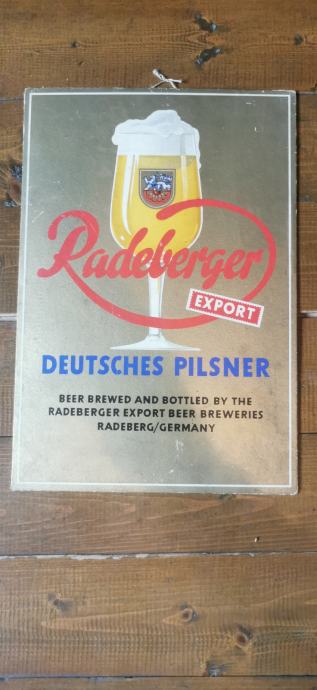 Radeberger
EXPORT
DEUTSCHES PILSNER
BEER BREWED AND BOTTLED BY THE
RADEBERGER EXPORT BEER BREWERIES
RADEBERG/GERMANY